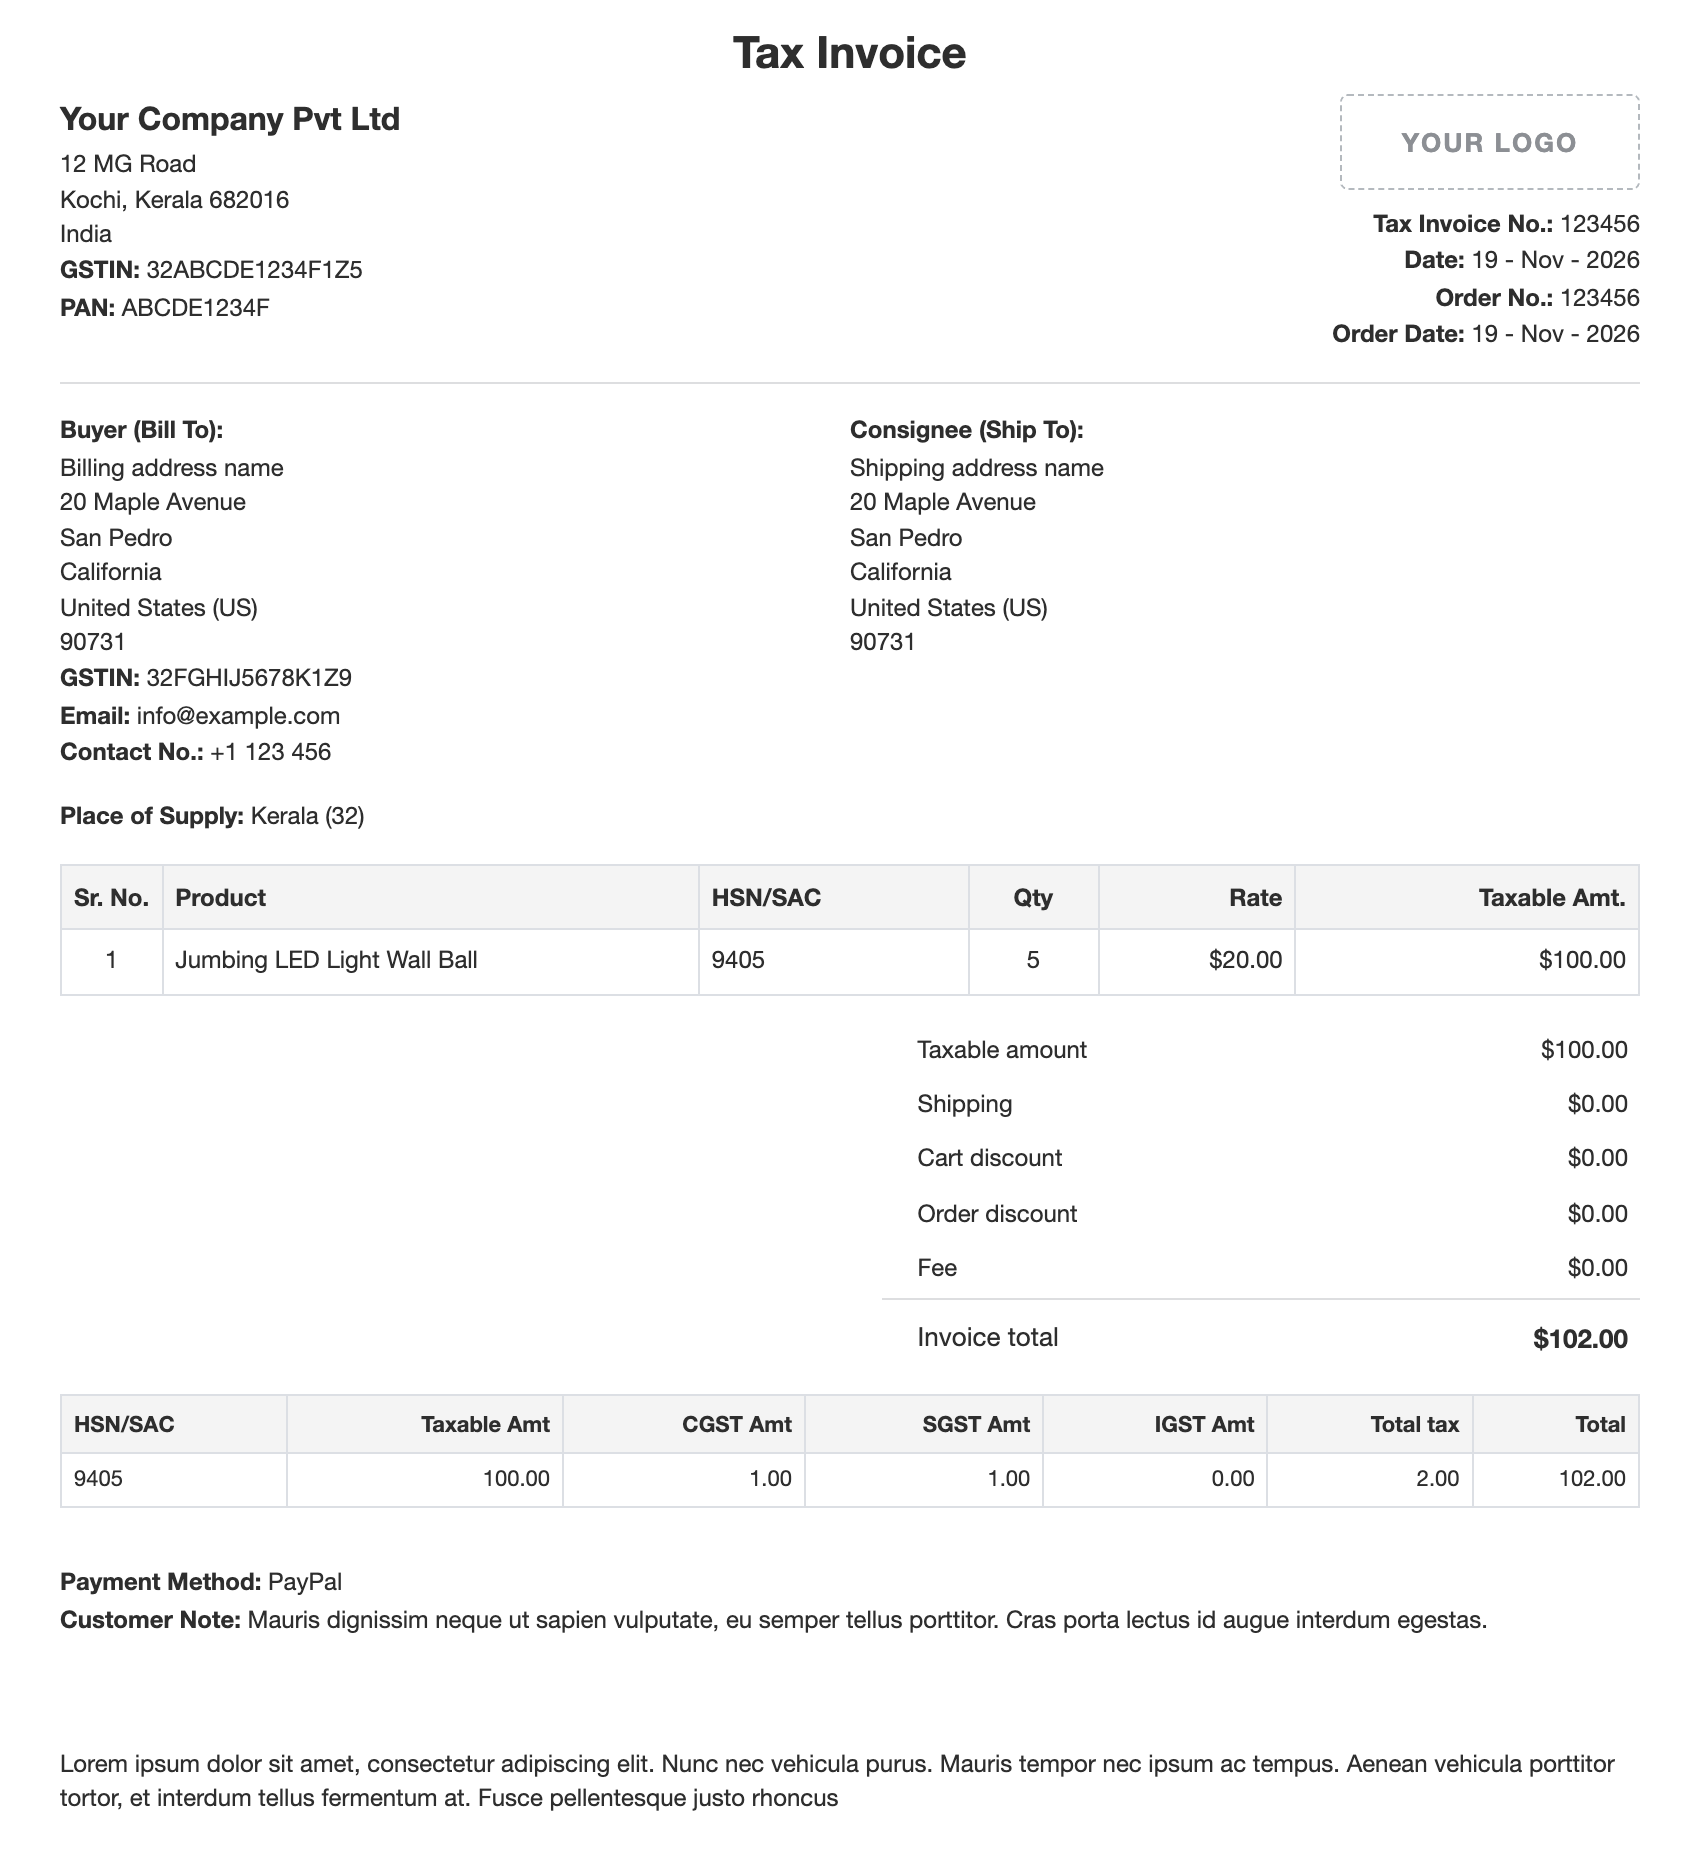 Tax Invoice
Your Company Pvt Ltd
12 MG Road
Kochi, Kerala 682016
India
GSTIN: 32ABCDE1234F1Z5
PAN: ABCDE1234F
YOUR LOGO
Tax Invoice No.: 123456
Date: 19 - Nov - 2026
Order No.: 123456
Order Date: 19 - Nov - 2026
Buyer (Bill To):
Billing address name
20 Maple Avenue
San Pedro
California
United States (US)
90731
GSTIN: 32FGHIJ5678K1Z9
Email: info@example.com
Contact No.: +1 123 456
Consignee (Ship To):
Shipping address name
20 Maple Avenue
San Pedro
California
United States (US)
90731
Place of Supply: Kerala (32)
Sr. No. Product HSN/SAC Qty Rate Taxable Amt.
1 Jumbing LED Light Wall Ball 9405 5 $20.00 $100.00
Taxable amount $100.00
Shipping $0.00
Cart discount $0.00
Order discount $0.00
Fee $0.00
Invoice total $102.00
HSN/SAC Taxable Amt CGST Amt SGST Amt IGST Amt Total tax Total
9405 100.00 1.00 1.00 0.00 2.00 102.00
Payment Method: PayPal
Customer Note: Mauris dignissim neque ut sapien vulputate, eu semper tellus porttitor. Cras porta lectus id augue interdum egestas.
Lorem ipsum dolor sit amet, consectetur adipiscing elit. Nunc nec vehicula purus. Mauris tempor nec ipsum ac tempus. Aenean vehicula porttitor
tortor, et interdum tellus fermentum at. Fusce pellentesque justo rhoncus